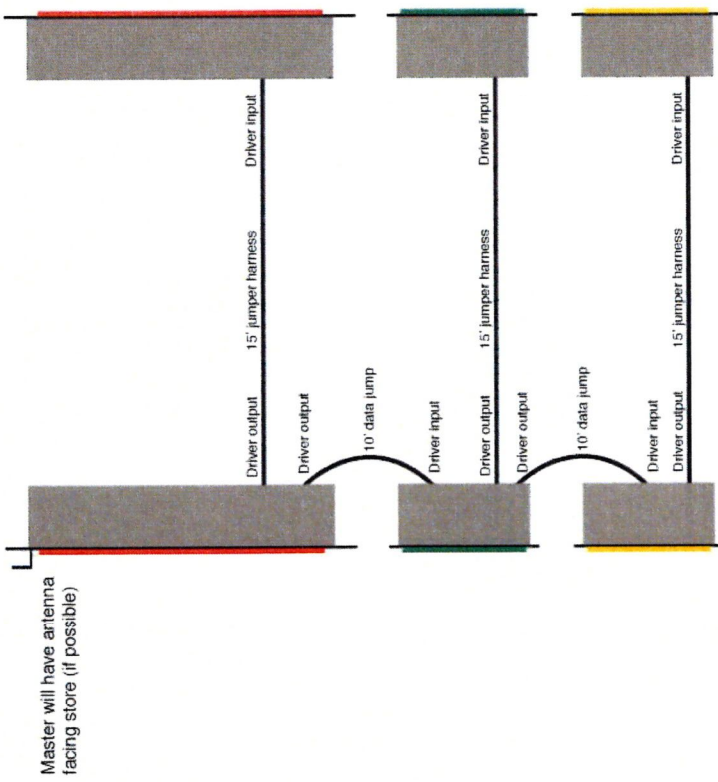 Driver input
15' jumper harness
Driver output
Driver output
10' data jump
Driver input
Driver input
15' jumper harness
Driver output
Driver output
10' data jump
Driver input
Driver input
15' jumper harness
Driver output
Master will have artenna
facing store (if possible)